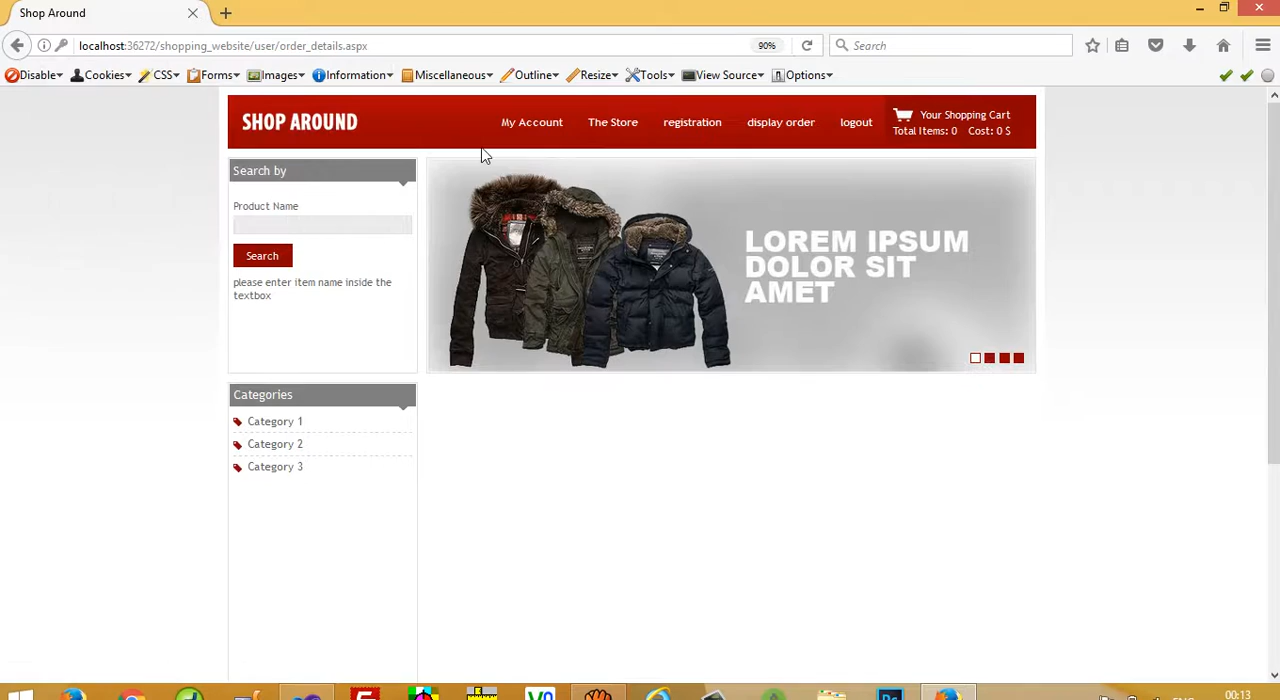 Shop Around
localhost:36272/shopping_website/user/order_details.aspx
90%
Search
Disable
Cookies
CSS
Forms
Images
Information
Miscellaneous
Outline
Resize
Tools
View Source
Options
SHOP AROUND
My Account
The Store
registration
display order
logout
Your Shopping Cart
Total Items: 0 Cost: 0 $
Search by
Product Name
Search
please enter item name inside the
textbox
LOREM IPSUM
DOLOR SIT
AMET
Categories
Category 1
Category 2
Category 3
00:13